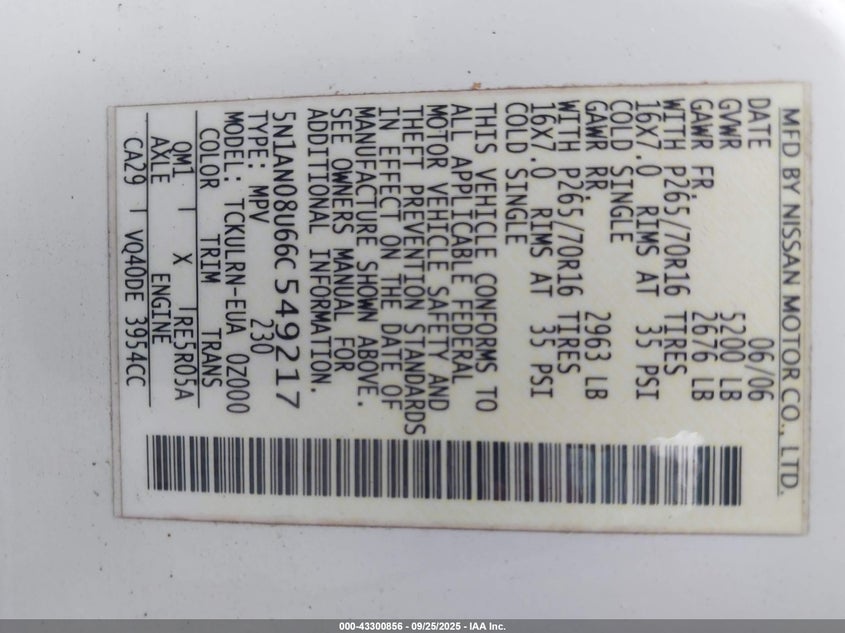 MFD BY NISSAN MOTOR CO., LTD.
DATE 06/06
GVWR 5200 LB
GAWR FR. 2676 LB
WITH P265/70R16 TIRES
16X7.0 RIMS AT 35 PSI
COLD SINGLE
GAWR RR. 2963 LB
WITH P265/70R16 TIRES
16X7.0 RIMS AT 35 PSI
COLD SINGLE
THIS VEHICLE CONFORMS TO
ALL APPLICABLE FEDERAL
MOTOR VEHICLE SAFETY AND
THEFT PREVENTION STANDARDS
IN EFFECT ON THE DATE OF
MANUFACTURE SHOWN ABOVE.
SEE OWNERS MANUAL FOR
ADDITIONAL INFORMATION.
5N1AN08U66C549217
TYPE: MPV 230
MODEL: TCKULRN-EUA 0Z000
COLOR TRIM TRANS
QM1 X RE5R05A
AXLE ENGINE
CA29 VQ40DE 3954CC
000-43300856 - 09/25/2025 - IAA Inc.